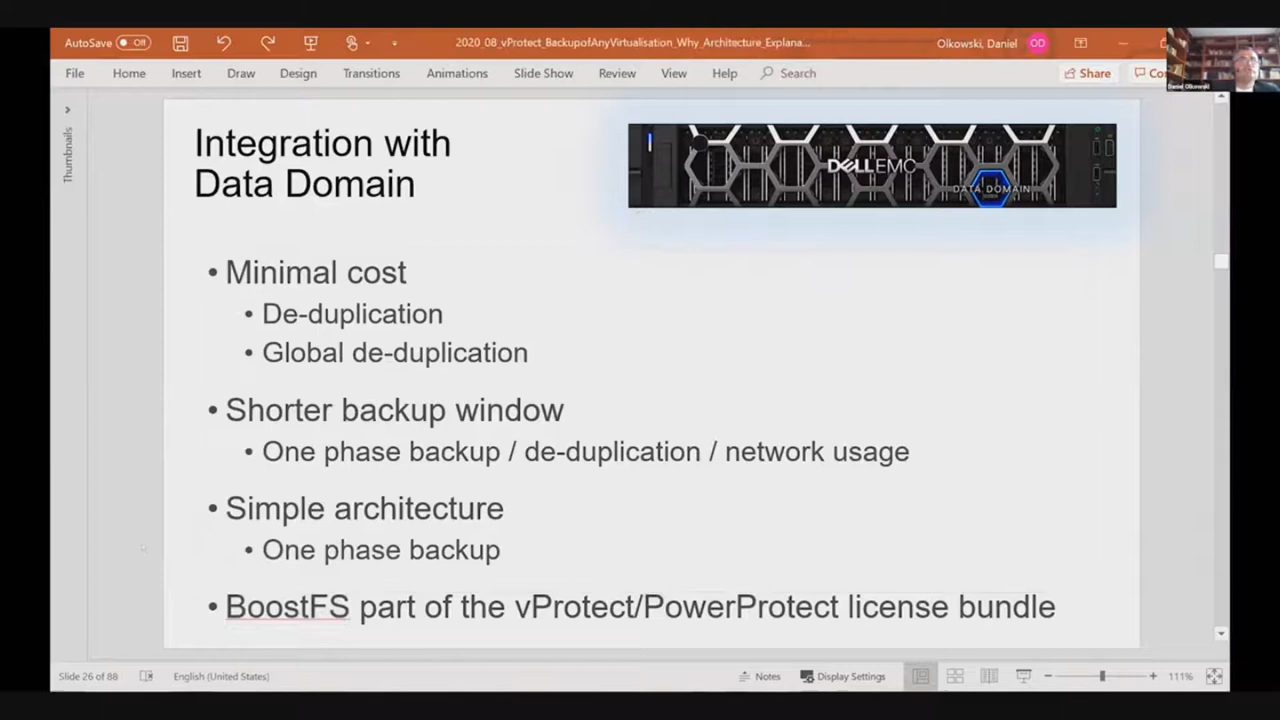 AutoSave Off
2020_08_vProtect_BackupofAnyVirtualisation_Why_Architecture_Explana...
Olkowski, Daniel OD
File Home Insert Draw Design Transitions Animations Slide Show Review View Help Search Share
Daniel Olkowski
Thumbnails
Integration with
Data Domain
DELL EMC
DATA DOMAIN
• Minimal cost
• De-duplication
• Global de-duplication
• Shorter backup window
• One phase backup / de-duplication / network usage
• Simple architecture
• One phase backup
• BoostFS part of the vProtect/PowerProtect license bundle
Slide 26 of 88 English (United States) Notes Display Settings 111%